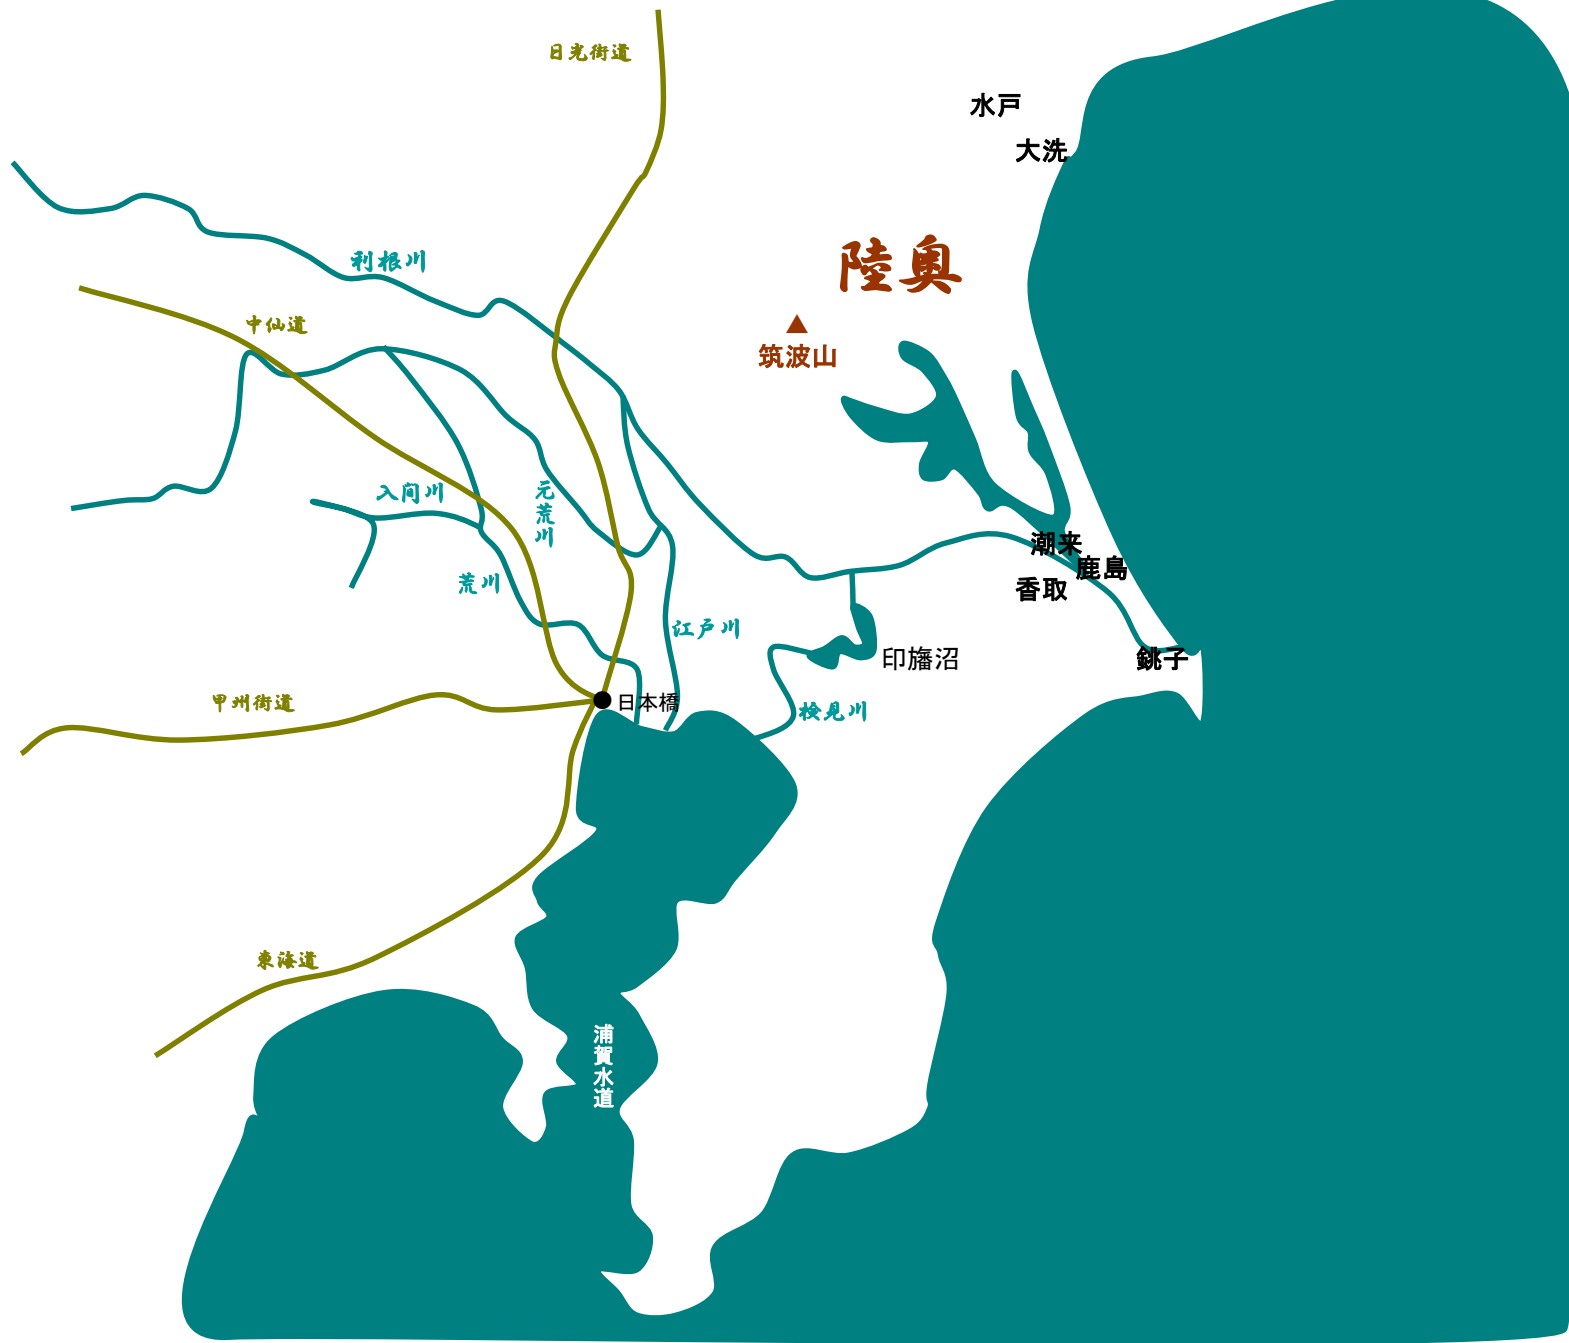 日光街道
水戸
大洗
利根川
陸奥
中仙道
筑波山
入间川
元荒川
潮来
鹿島
香取
荒川
江戸川
印旛沼
銚子
甲州街道
日本橋
検見川
東海道
浦賀水道